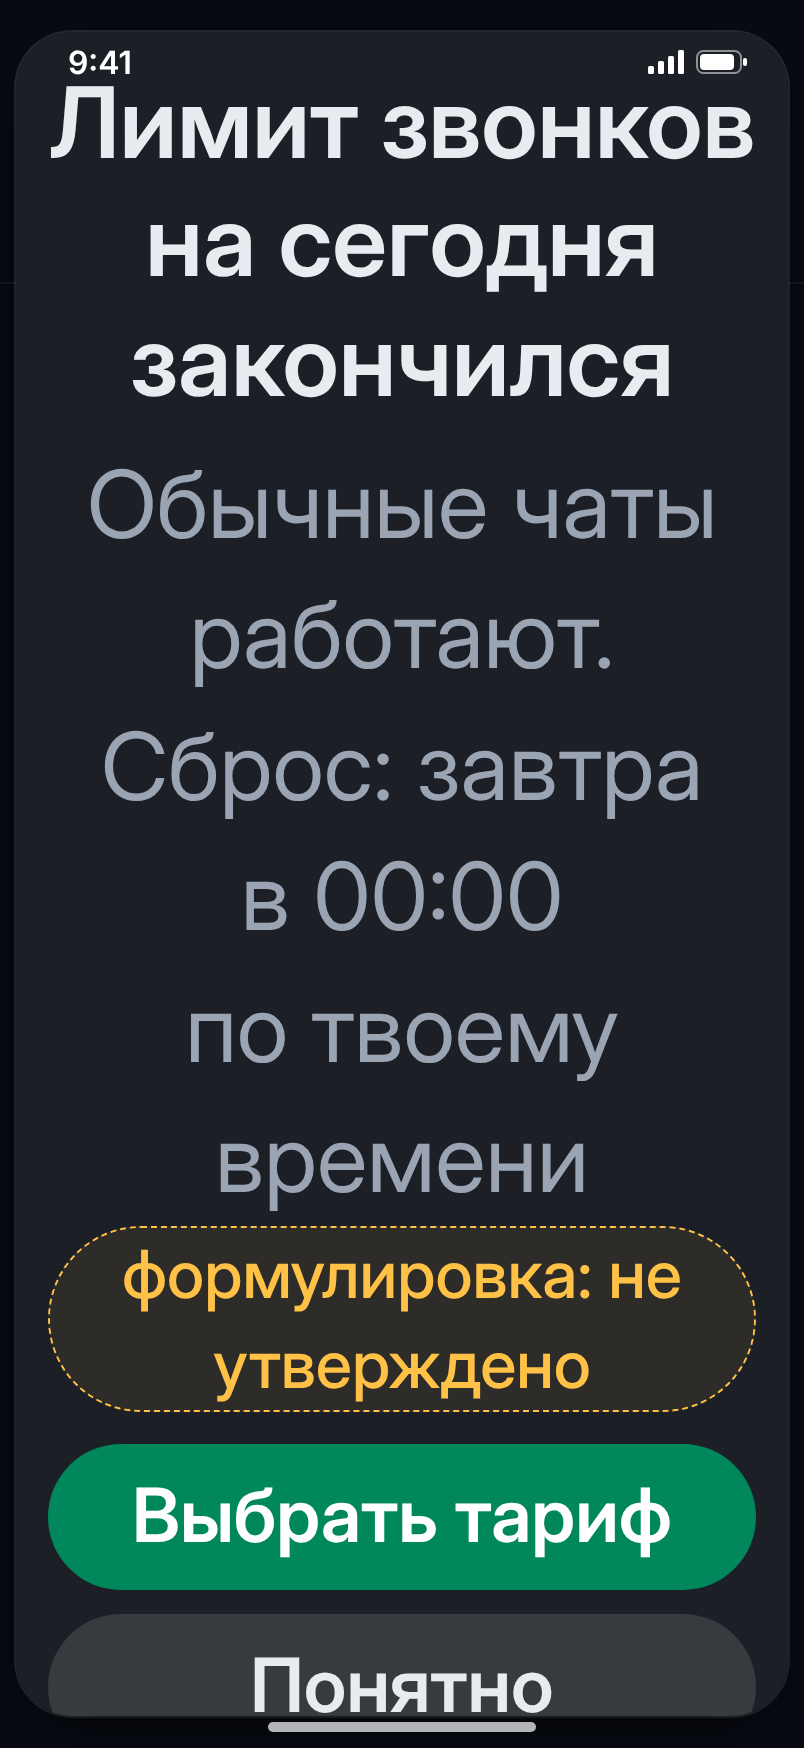 9:41
Лимит звонков
на сегодня
закончился
Обычные чаты
работают.
Сброс: завтра
в 00:00
по твоему
времени
формулировка: не
утверждено
Выбрать тариф
Понятно